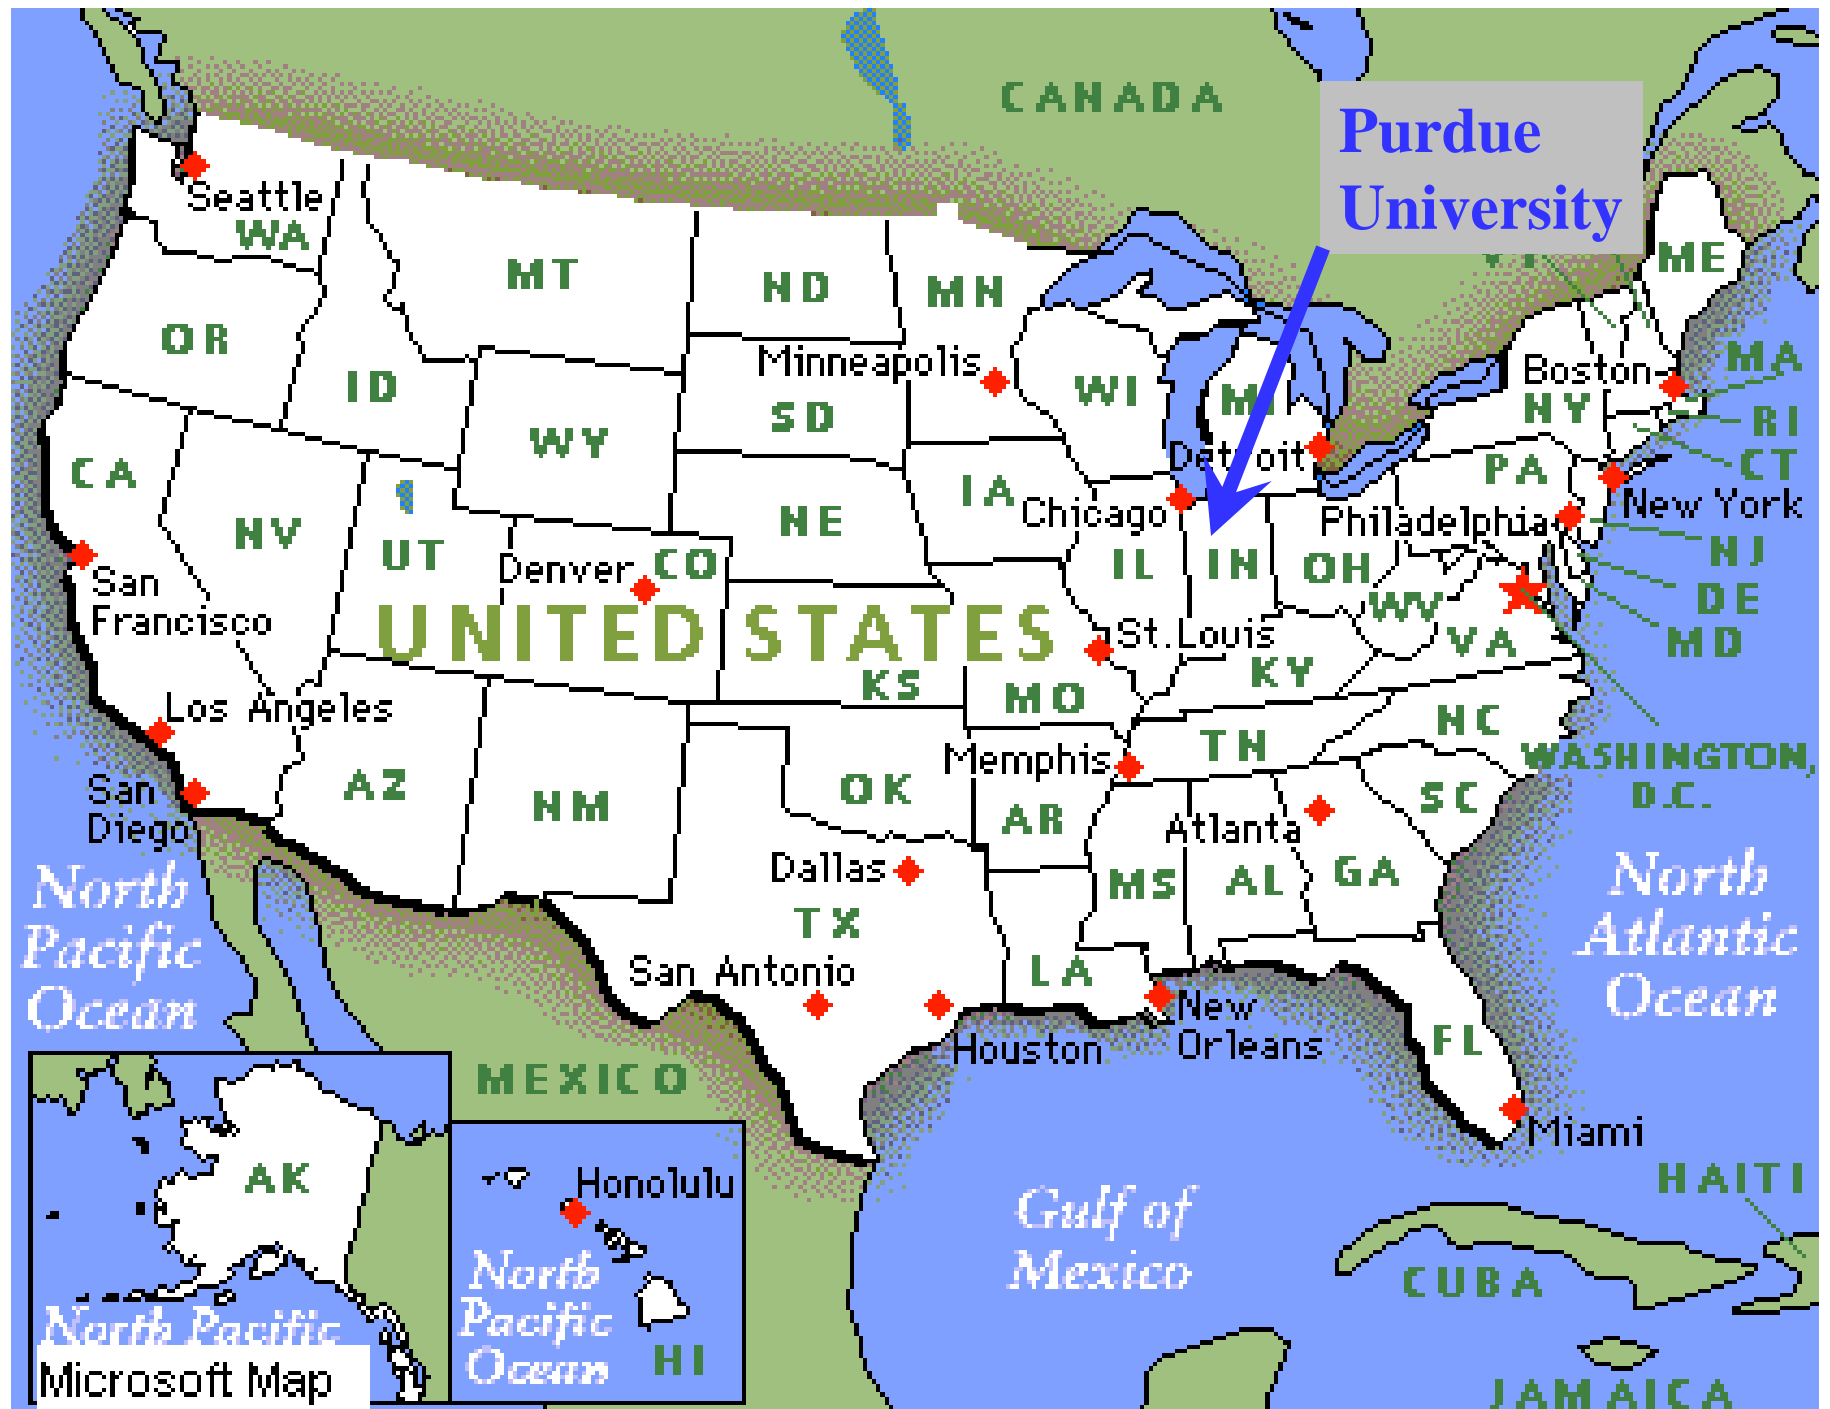 CANADA
Purdue
University
Seattle
WA
MT
ND
MN
ME
OR
ID
Minneapolis
WI
MI
Boston
MA
NY
RI
SD
WY
Detroit
PA
CT
CA
NV
UT
NE
IA
Chicago
New York
Philadelphia
NJ
San
Francisco
Denver
CO
IL
IN
OH
WV
DE
MD
VA
UNITED STATES
St. Louis
KS
MO
KY
Los Angeles
NC
TN
WASHINGTON,
D.C.
San
Diego
AZ
NM
OK
Memphis
AR
SC
Atlanta
Dallas
MS
AL
GA
North
Pacific
Ocean
TX
North
Atlantic
Ocean
San Antonio
LA
New
Orleans
Houston
FL
MEXICO
Miami
AK
Honolulu
HAITI
Gulf of
Mexico
North
Pacific
Ocean
HI
CUBA
North Pacific
Microsoft Map
JAMAICA